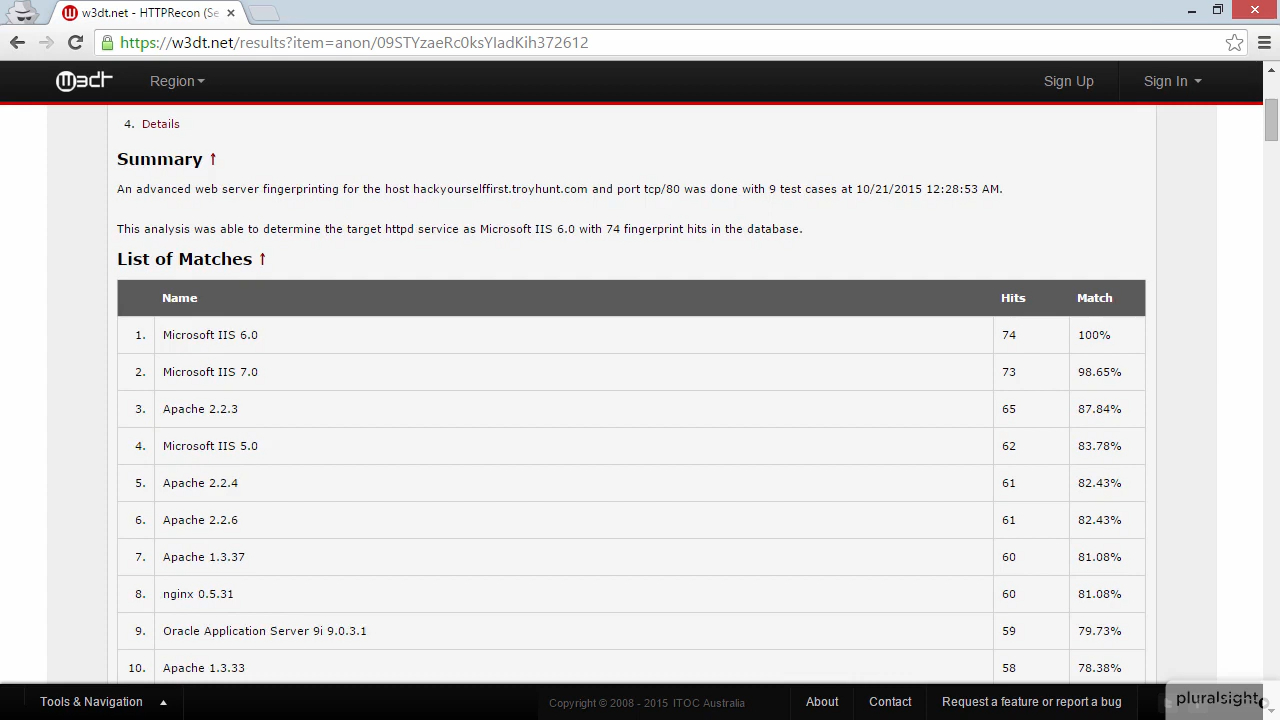 w3dt.net - HTTPRecon (Se
https://w3dt.net/results?item=anon/09STYzaeRc0ksYIadKih372612
w3dt Region Sign Up Sign In
4. Details
Summary ↑
An advanced web server fingerprinting for the host hackyourselffirst.troyhunt.com and port tcp/80 was done with 9 test cases at 10/21/2015 12:28:53 AM.
This analysis was able to determine the target httpd service as Microsoft IIS 6.0 with 74 fingerprint hits in the database.
List of Matches ↑
Name Hits Match
1. Microsoft IIS 6.0 74 100%
2. Microsoft IIS 7.0 73 98.65%
3. Apache 2.2.3 65 87.84%
4. Microsoft IIS 5.0 62 83.78%
5. Apache 2.2.4 61 82.43%
6. Apache 2.2.6 61 82.43%
7. Apache 1.3.37 60 81.08%
8. nginx 0.5.31 60 81.08%
9. Oracle Application Server 9i 9.0.3.1 59 79.73%
10. Apache 1.3.33 58 78.38%
Tools & Navigation Copyright © 2008 - 2015 ITOC Australia About Contact Request a feature or report a bug
pluralsight